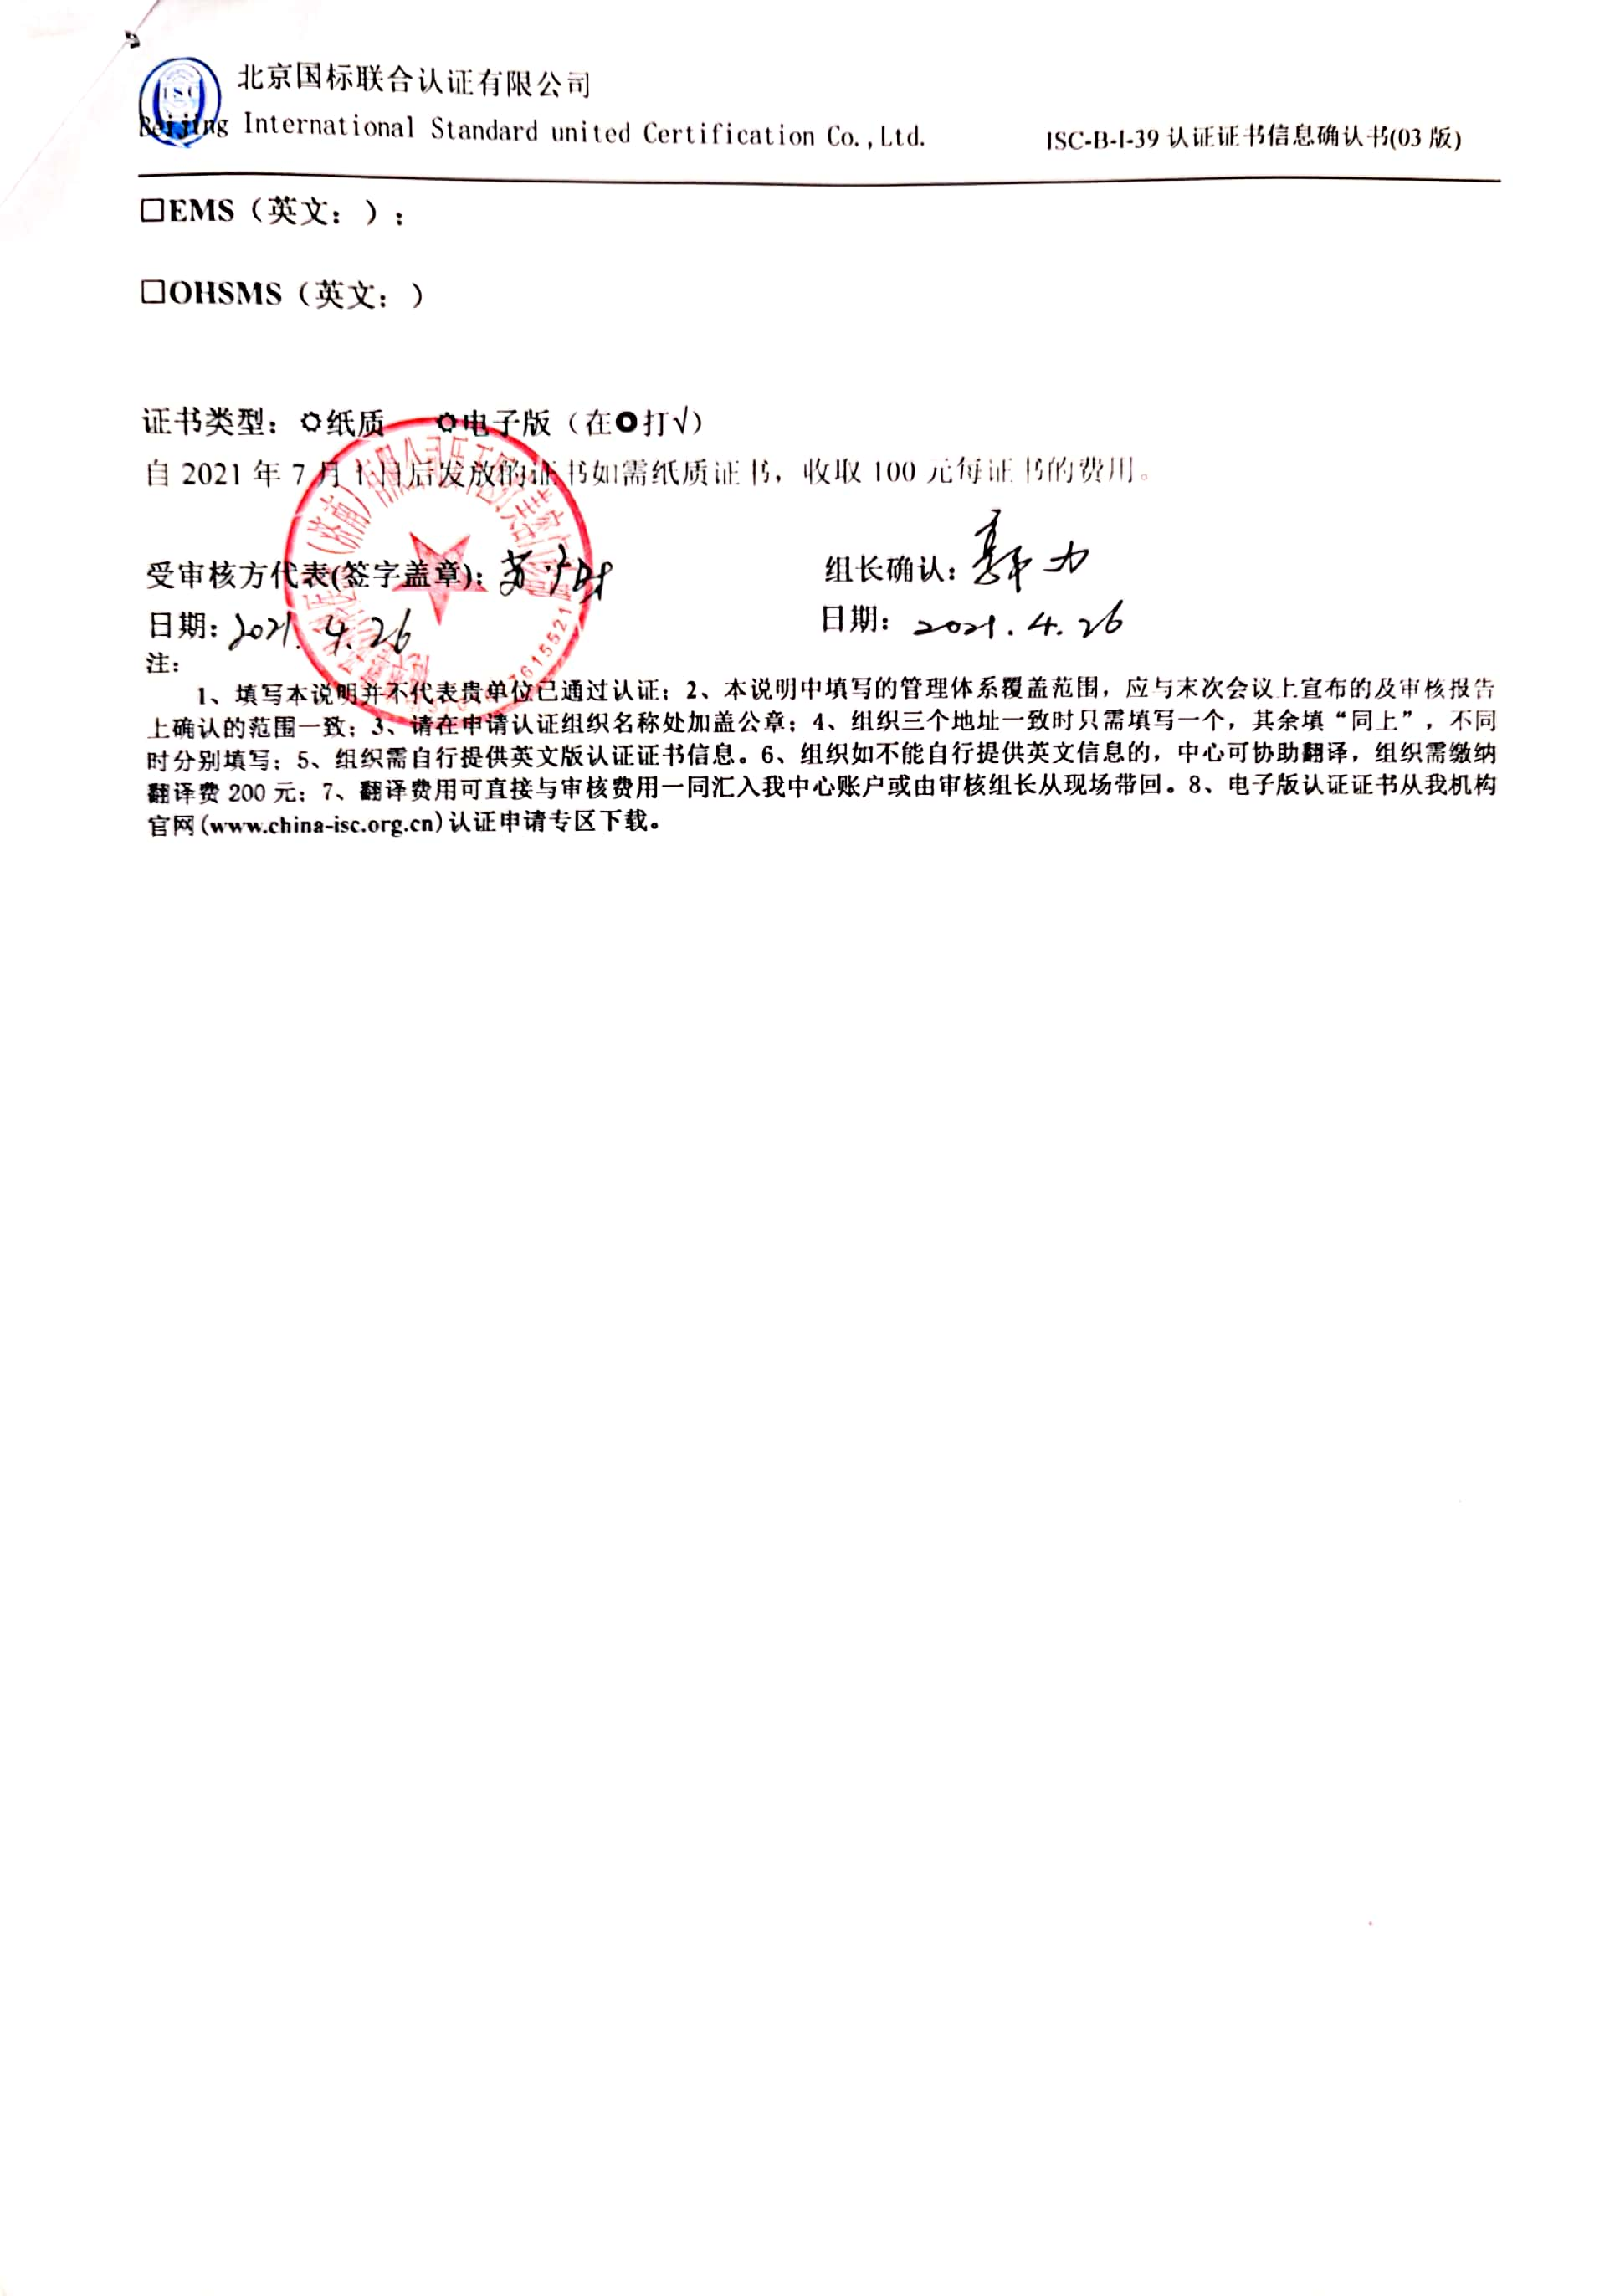 北京国标联合认证有限公司
Beijing International Standard united Certification Co.,Ltd.
ISC-B-I-39 认证证书信息确认书(03 版)
□EMS（英文：）；
□OHSMS（英文：）
证书类型：✩纸质 ✩电子版（在○打√）
自 2021 年 7 月 1 日后发放的证书如需纸质证书，收取 100 元每证书的费用。
受审核方代表(签字盖章)：
组长确认：郭力
日期：2021.4.26
日期：2021.4.26
注：
1、填写本说明并不代表贵单位已通过认证；2、本说明中填写的管理体系覆盖范围，应与末次会议上宣布的及审核报告
上确认的范围一致；3、请在申请认证组织名称处加盖公章；4、组织三个地址一致时只需填写一个，其余填“同上”，不同
时分别填写；5、组织需自行提供英文版认证证书信息。6、组织如不能自行提供英文信息的，中心可协助翻译，组织需缴纳
翻译费 200 元；7、翻译费用可直接与审核费用一同汇入我中心账户或由审核组长从现场带回。8、电子版认证证书从我机构
官网(www.china-isc.org.cn)认证申请专区下载。